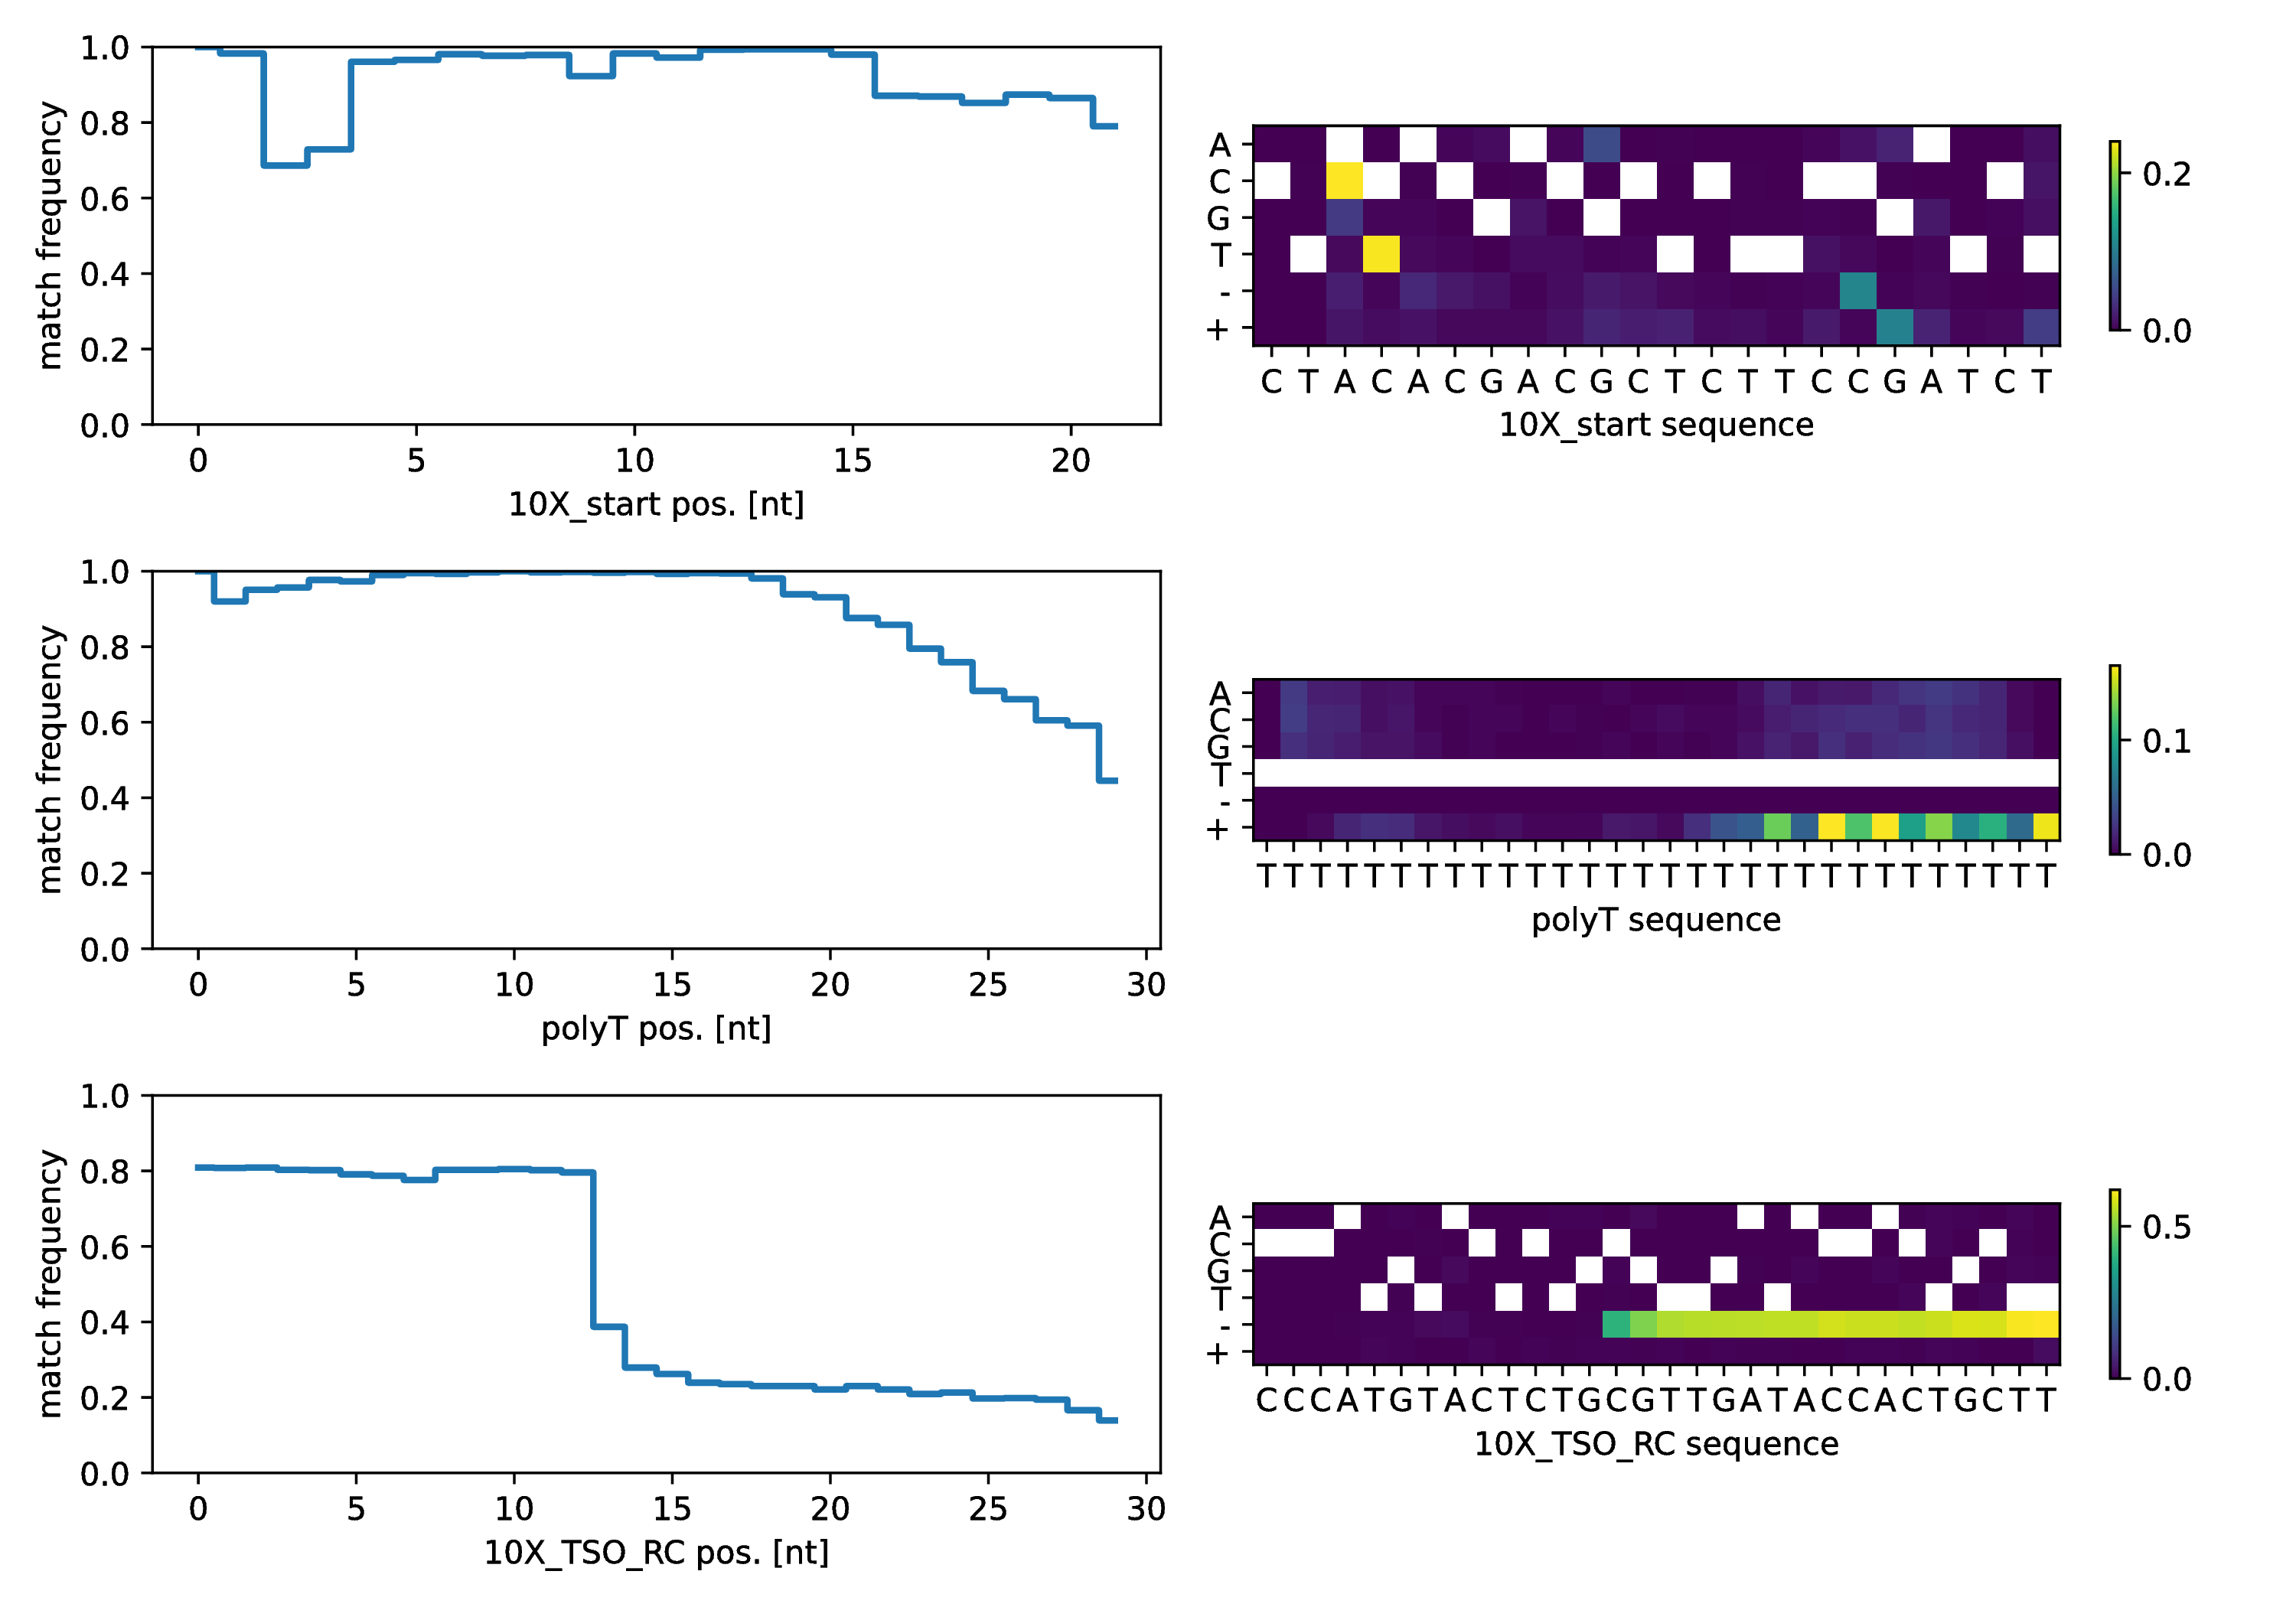 1.0
0.8
0.6
0.4
0.2
0.0
match frequency
0 5 10 15 20
10X_start pos. [nt]
A
C
G
T
-
+
C T A C A C G A C G C T C T T C C G A T C T
10X_start sequence
0.2
0.0
1.0
0.8
0.6
0.4
0.2
0.0
match frequency
0 5 10 15 20 25 30
polyT pos. [nt]
A
C
G
T
-
+
T T T T T T T T T T T T T T T T T T T T T T T T T T T T T T
polyT sequence
0.1
0.0
1.0
0.8
0.6
0.4
0.2
0.0
match frequency
0 5 10 15 20 25 30
10X_TSO_RC pos. [nt]
A
C
G
T
-
+
C C C A T G T A C T C T G C G T T G A T A C C A C T G C T T
10X_TSO_RC sequence
0.5
0.0